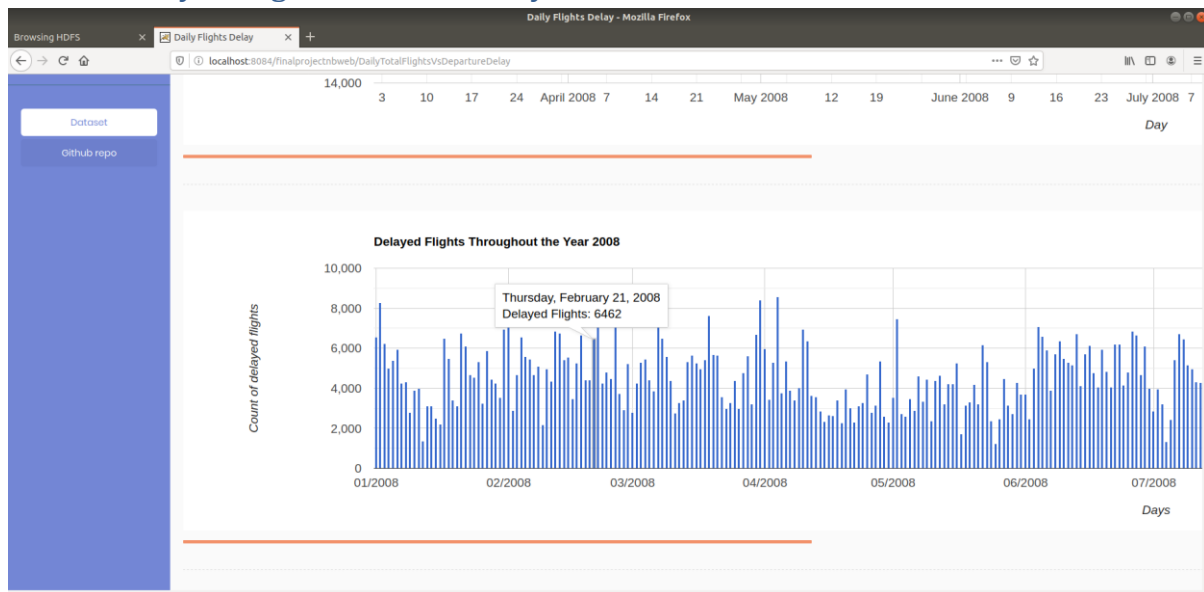 Daily Flights Delay - Mozilla Firefox
Browsing HDFS
Daily Flights Delay
localhost:8084/finalprojectnbweb/DailyTotalFlightsVsDepartureDelay
Dataset
Github repo
14,000
3 10 17 24 April 2008 7 14 21 May 2008 12 19 June 2008 9 16 23 July 2008 7
Day
Delayed Flights Throughout the Year 2008
10,000
Thursday, February 21, 2008
Delayed Flights: 6462
8,000
6,000
4,000
2,000
0
Count of delayed flights
01/2008 02/2008 03/2008 04/2008 05/2008 06/2008 07/2008
Days